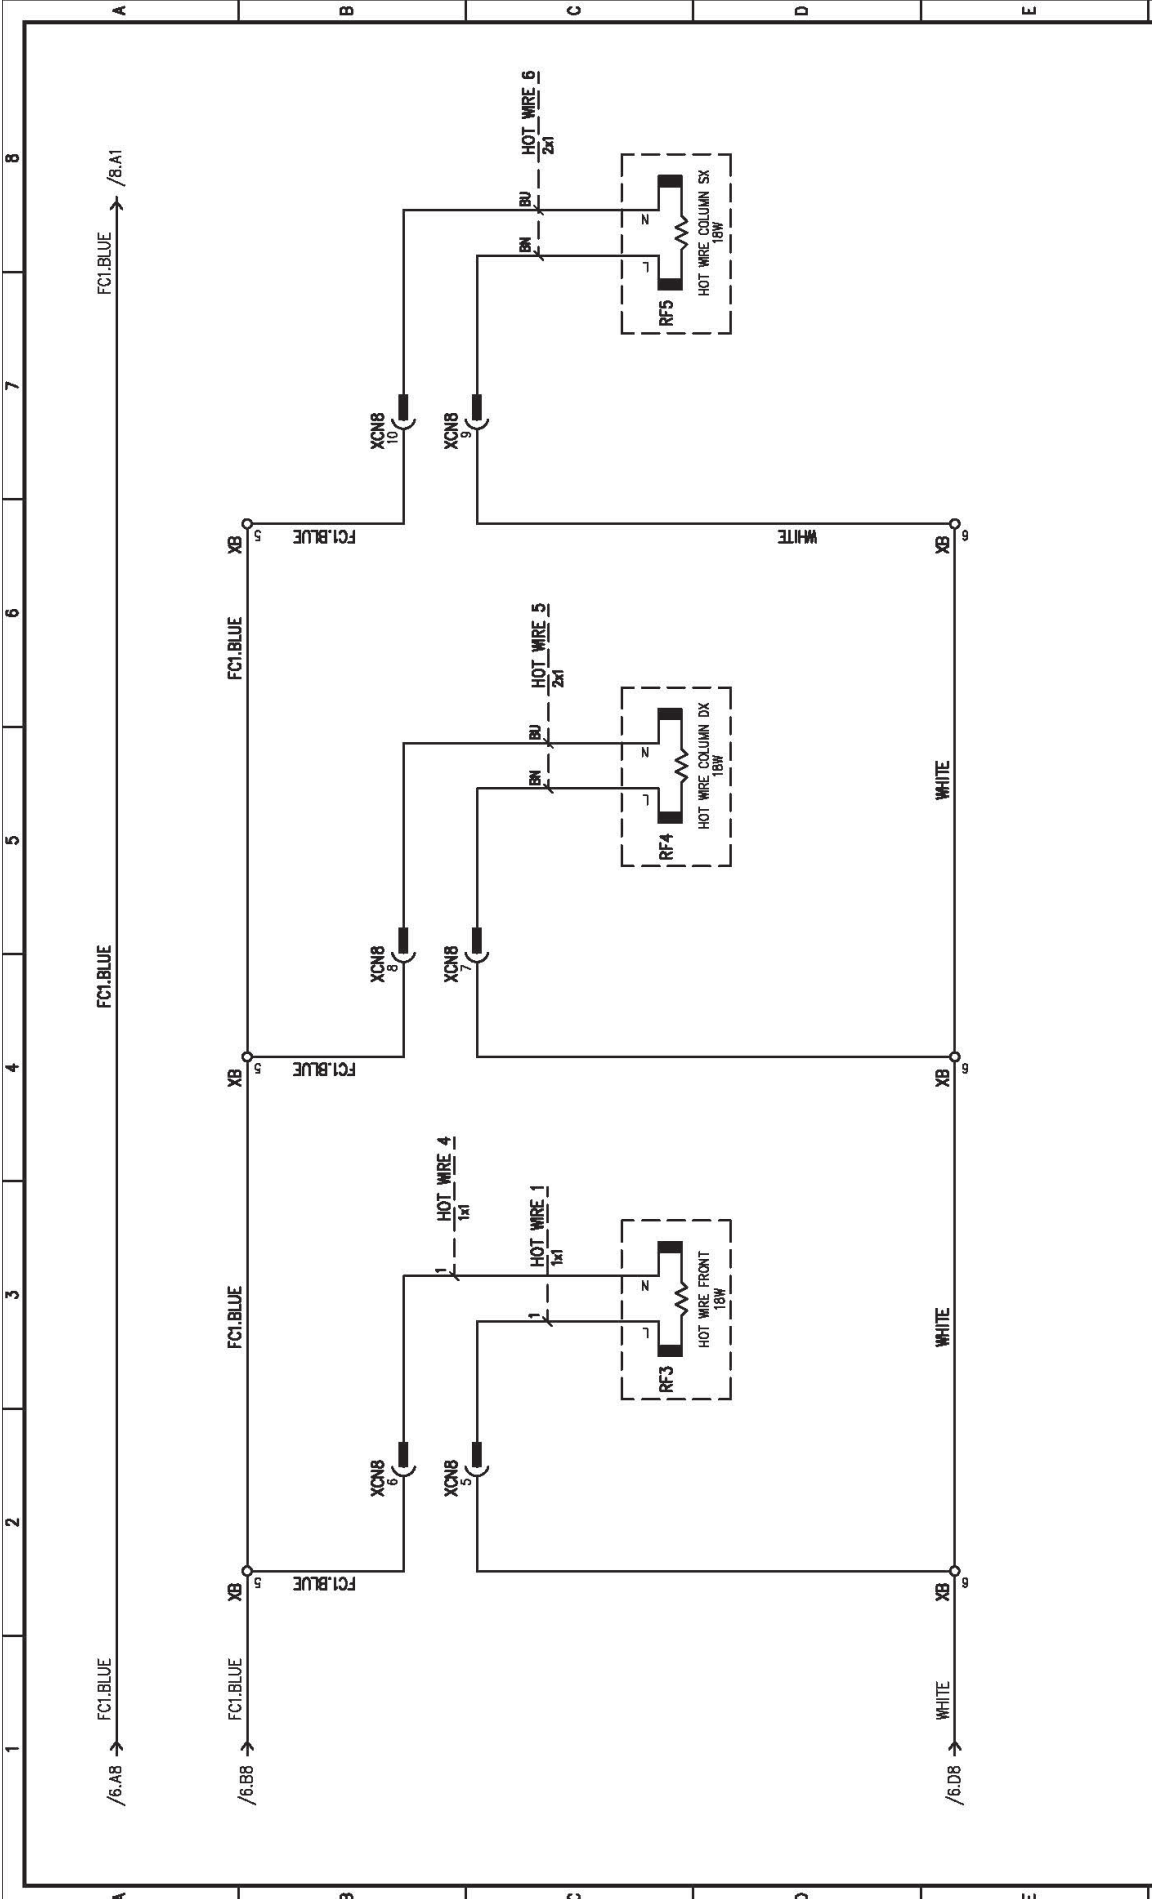 1
2
3
4
5
6
7
8
A
B
C
D
E
/6.A8
FC1.BLUE
FC1.BLUE
FC1.BLUE
/8.A1
/6.B8
FC1.BLUE
XB
5
FC1.BLUE
XB
5
FC1.BLUE
XB
5
FC1.BLUE
FC1.BLUE
FC1.BLUE
XCN8
6
XCN8
5
1
HOT WIRE 4
1x1
1
HOT WIRE 1
1x1
L
N
RF3
HOT WIRE FRONT
18W
XCN8
8
XCN8
7
BN
BU
HOT WIRE 5
2x1
L
N
RF4
HOT WIRE COLUMN DX
18W
XCN8
10
XCN8
9
BN
BU
HOT WIRE 6
2x1
L
N
RF5
HOT WIRE COLUMN SX
18W
WHITE
/6.D8
WHITE
XB
6
WHITE
XB
6
WHITE
XB
6
A
B
C
D
E